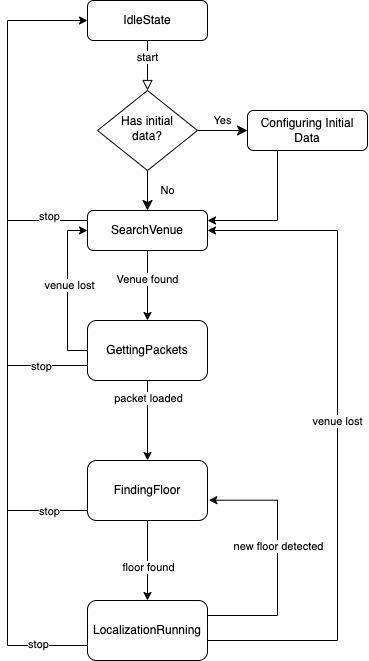 IdleState
start
Has initial
data?
Yes
Configuring Initial
Data
No
stop
SearchVenue
Venue found
venue lost
GettingPackets
stop
packet loaded
venue lost
FindingFloor
stop
new floor detected
floor found
LocalizationRunning
stop